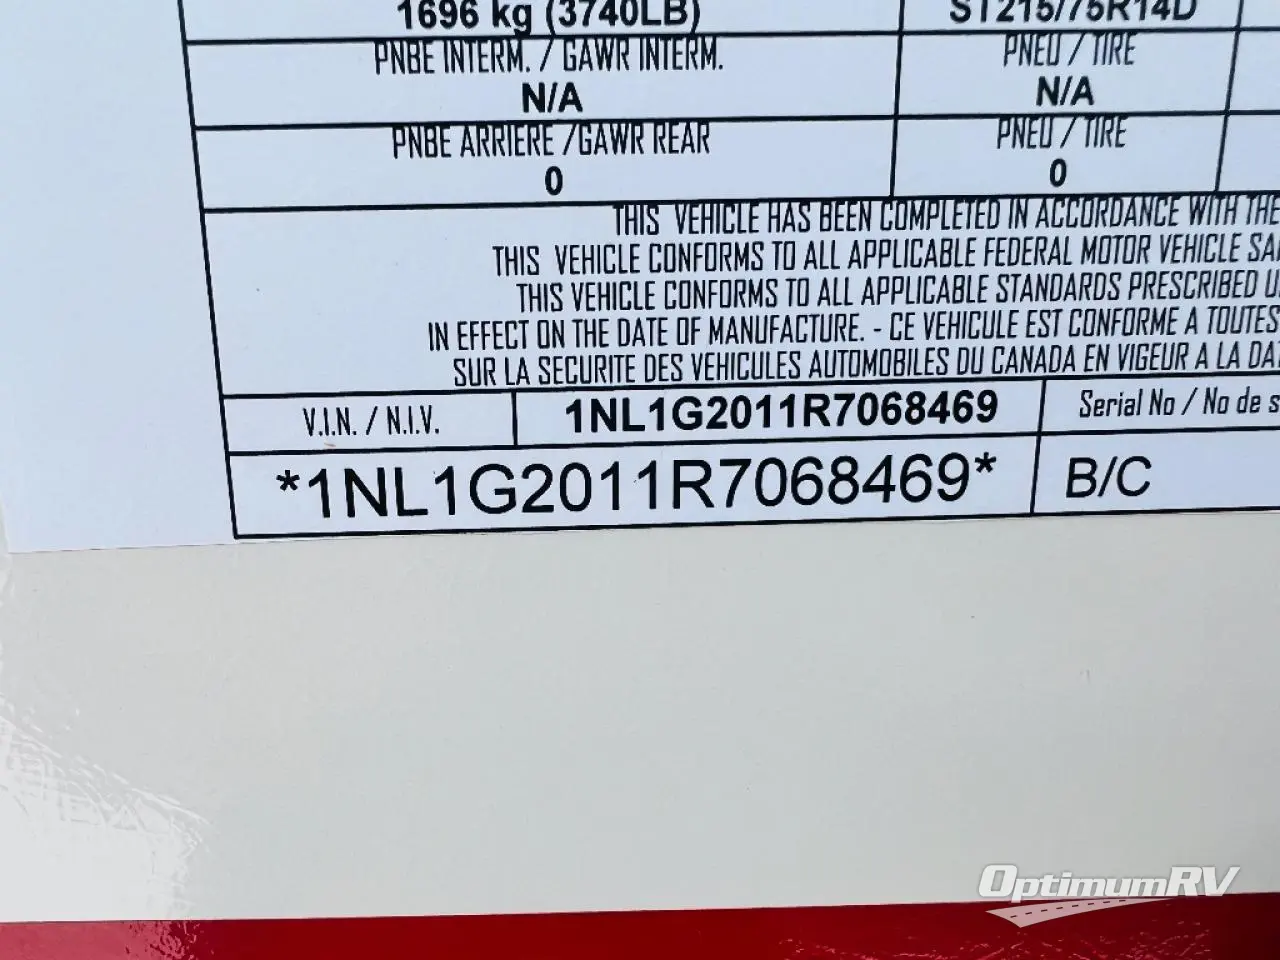 1696 kg (3740LB) ST215/75R14D
PNBE INTERM. / GAWR INTERM. PNEU / TIRE
N/A N/A
PNBE ARRIERE /GAWR REAR PNEU / TIRE
0 0
THIS VEHICLE HAS BEEN COMPLETED IN ACCORDANCE WITH THE
THIS VEHICLE CONFORMS TO ALL APPLICABLE FEDERAL MOTOR VEHICLE SA
THIS VEHICLE CONFORMS TO ALL APPLICABLE STANDARDS PRESCRIBED U
IN EFFECT ON THE DATE OF MANUFACTURE. - CE VEHICULE EST CONFORME A TOUTES
SUR LA SECURITE DES VEHICULES AUTOMOBILES DU CANADA EN VIGEUR A LA DAT
V.I.N. / N.I.V. 1NL1G2011R7068469 Serial No / No de s
*1NL1G2011R7068469* B/C
OptimumRV